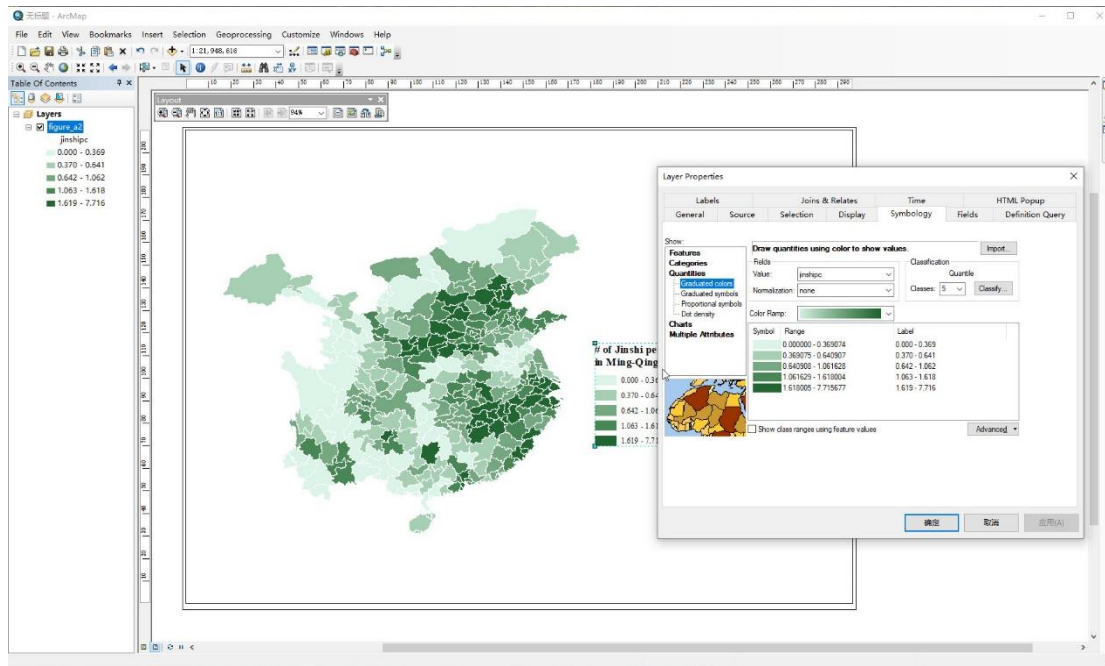 无标题 - ArcMap
File Edit View Bookmarks Insert Selection Geoprocessing Customize Windows Help
1:21,948,616
Table Of Contents
Layers
figure_a2
jinshipc
0.000 - 0.369
0.370 - 0.641
0.642 - 1.062
1.063 - 1.618
1.619 - 7.716
Layout
94%
# of Jinshi pe
in Ming-Qing
0.000 - 0.36
0.370 - 0.64
0.642 - 1.06
1.063 - 1.61
1.619 - 7.71
Layer Properties
Labels Joins & Relates Time HTML Popup
General Source Selection Display Symbology Fields Definition Query
Show:
Features
Categories
Quantities
Graduated colors
Graduated symbols
Proportional symbols
Dot density
Charts
Multiple Attributes
Draw quantities using color to show values.
Import...
Fields
Value: jinshipc
Normalization: none
Classification
Quantile
Classes: 5 Classify...
Color Ramp:
Symbol Range Label
0.000000 - 0.369074 0.000 - 0.369
0.369075 - 0.640907 0.370 - 0.641
0.640908 - 1.061628 0.642 - 1.062
1.061629 - 1.618004 1.063 - 1.618
1.618005 - 7.715677 1.619 - 7.716
Show class ranges using feature values
Advanced
确定 取消 应用(A)